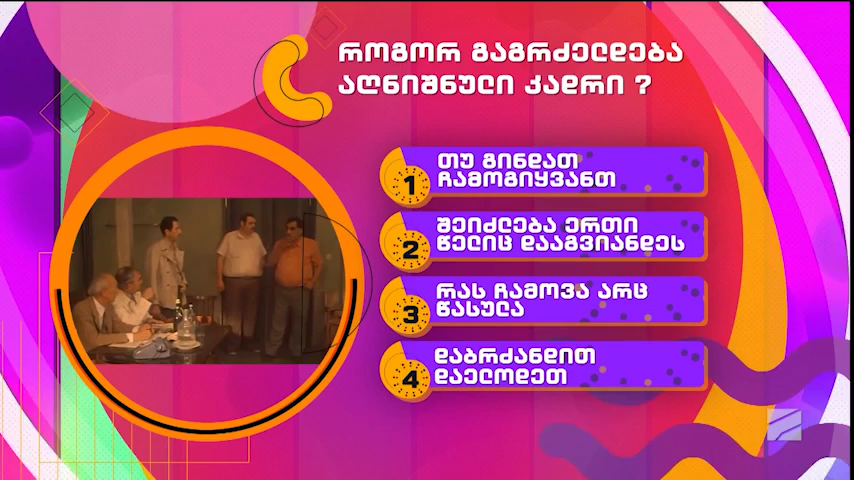 როგორ გაგრძელდება
აღნიშნული კადრი ?
1
თუ გინდათ
ჩამოგიყვანთ
2
შეიძლება ერთი
წელიც დააგვიანდეს
3
რას ჩამოვა არც
წასულა
4
დაბრძანდით
დაელოდეთ